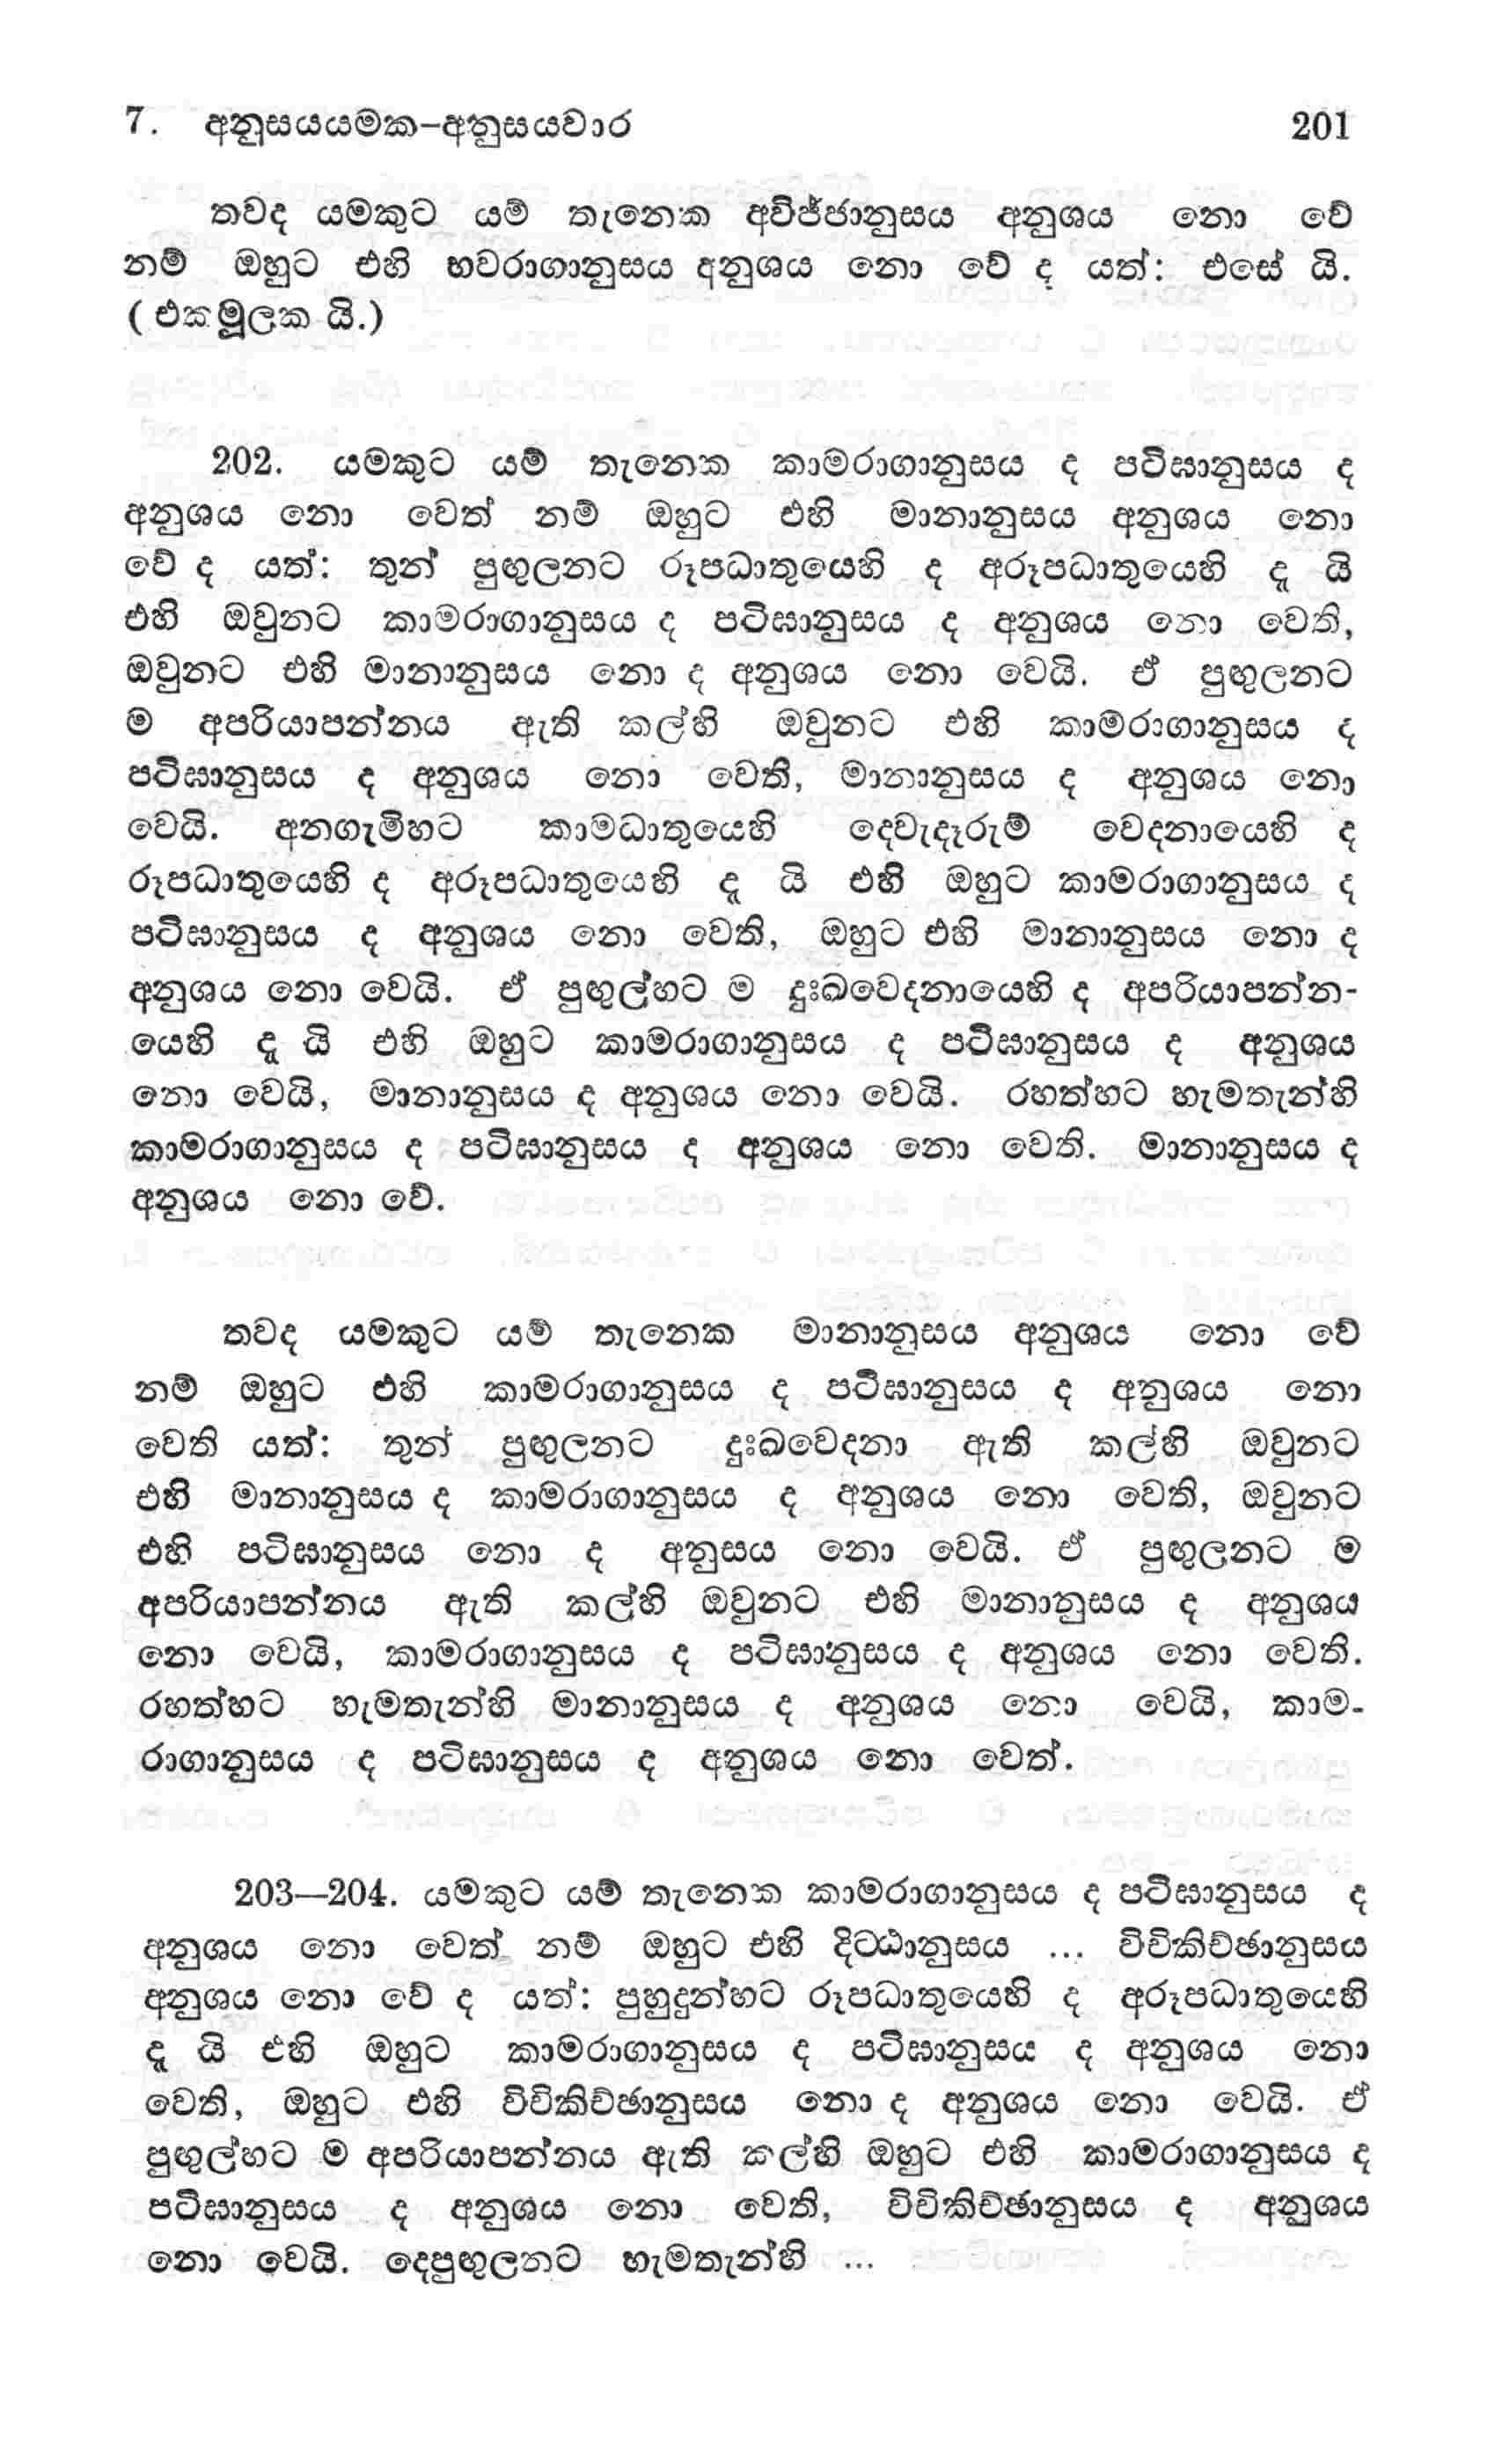 7. අනුසයයමක-අනුසයවාර 201
තවද යමකුට යම් තැනෙක අවිජ්ජානුසය අනුශය නො වේ
නම් ඔහුට එහි භවරාගානුසය අනුශය නො වේ ද යත්: එසේ යි.
(එකමූලක යි.)
202. යමකුට යම් තැනෙක කාමරාගානුසය ද පටිඝානුසය ද
අනුශය නො වෙත් නම් ඔහුට එහි මානානුසය අනුශය නො
වේ ද යත්: තුන් පුඟුලනට රූපධාතුයෙහි ද අරූපධාතුයෙහි දැ යි
එහි ඔවුනට කාමරාගානුසය ද පටිඝානුසය ද අනුශය නො වෙති,
ඔවුනට එහි මානානුසය නො ද අනුශය නො වෙයි. ඒ පුඟුලනට
ම අපරියාපන්නය ඇති කල්හි ඔවුනට එහි කාමරාගානුසය ද
පටිඝානුසය ද අනුශය නො වෙති, මානානුසය ද අනුශය නො
වෙයි. අනගැමිහට කාමධාතුයෙහි දෙවැදෑරුම් වෙදනායෙහි ද
රූපධාතුයෙහි ද අරූපධාතුයෙහි දැ යි එහි ඔහුට කාමරාගානුසය ද
පටිඝානුසය ද අනුශය නො වෙති, ඔහුට එහි මානානුසය නො ද
අනුශය නො වෙයි. ඒ පුඟුල්හට ම දුඃඛවෙදනායෙහි ද අපරියාපන්න-
යෙහි දැ යි එහි ඔහුට කාමරාගානුසය ද පටිඝානුසය ද අනුශය
නො වෙයි, මානානුසය ද අනුශය නො වෙයි. රහත්හට හැමතැන්හි
කාමරාගානුසය ද පටිඝානුසය ද අනුශය නො වෙති. මානානුසය ද
අනුශය නො වේ.
තවද යමකුට යම් තැනෙක මානානුසය අනුශය නො වේ
නම් ඔහුට එහි කාමරාගානුසය ද පටිඝානුසය ද අනුශය නො
වෙති යත්: තුන් පුඟුලනට දුඃඛවෙදනා ඇති කල්හි ඔවුනට
එහි මානානුසය ද කාමරාගානුසය ද අනුශය නො වෙති, ඔවුනට
එහි පටිඝානුසය නො ද අනුසය නො වෙයි. ඒ පුඟුලනට ම
අපරියාපන්නය ඇති කල්හි ඔවුනට එහි මානානුසය ද අනුශය
නො වෙයි, කාමරාගානුසය ද පටිඝානුසය ද අනුශය නො වෙති.
රහත්හට හැමතැන්හි මානානුසය ද අනුශය නො වෙයි, කාම-
රාගානුසය ද පටිඝානුසය ද අනුශය නො වෙත්.
203—204. යමකුට යම් තැනෙක කාමරාගානුසය ද පටිඝානුසය ද
අනුශය නො වෙත් නම් ඔහුට එහි දිට්ඨානුසය ... විචිකිච්ඡානුසය
අනුශය නො වේ ද යත්: පුහුදුන්හට රූපධාතුයෙහි ද අරූපධාතුයෙහි
දැ යි එහි ඔහුට කාමරාගානුසය ද පටිඝානුසය ද අනුශය නො
වෙති, ඔහුට එහි විචිකිච්ඡානුසය නො ද අනුශය නො වෙයි. ඒ
පුඟුල්හට ම අපරියාපන්නය ඇති කල්හි ඔහුට එහි කාමරාගානුසය ද
පටිඝානුසය ද අනුශය නො වෙති, විචිකිච්ඡානුසය ද අනුශය
නො වෙයි. දෙපුඟුලනට හැමතැන්හි ...